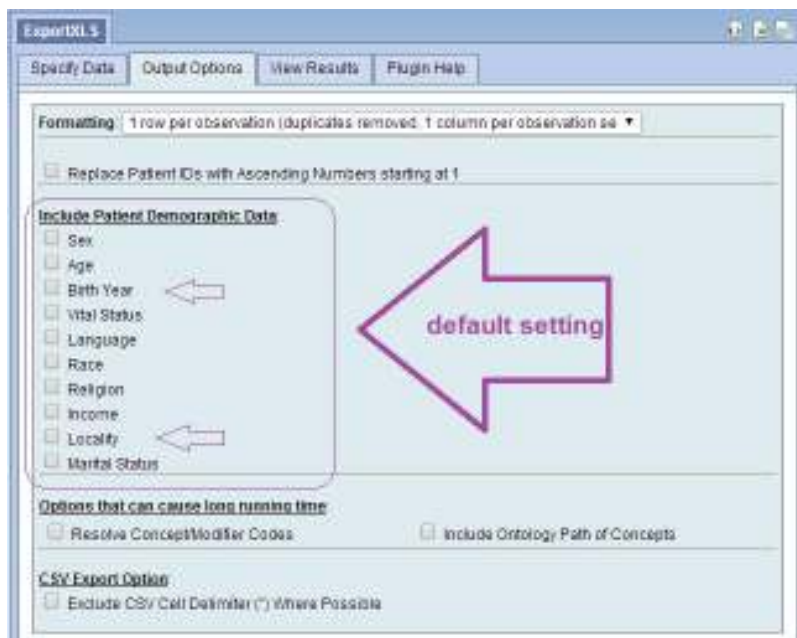 ExportXLS
Specify Data Output Options View Results Plugin Help
Formatting 1 row per observation (duplicates removed, 1 column per observation se
Replace Patient IDs with Ascending Numbers starting at 1
Include Patient Demographic Data
Sex
Age
Birth Year
Vital Status
Language
Race
Religion
Income
Locality
Marital Status
default setting
Options that can cause long running time
Resolve Concept/Modifier Codes Include Ontology Path of Concepts
CSV Export Option
Exclude CSV Cell Delimiter (") Where Possible